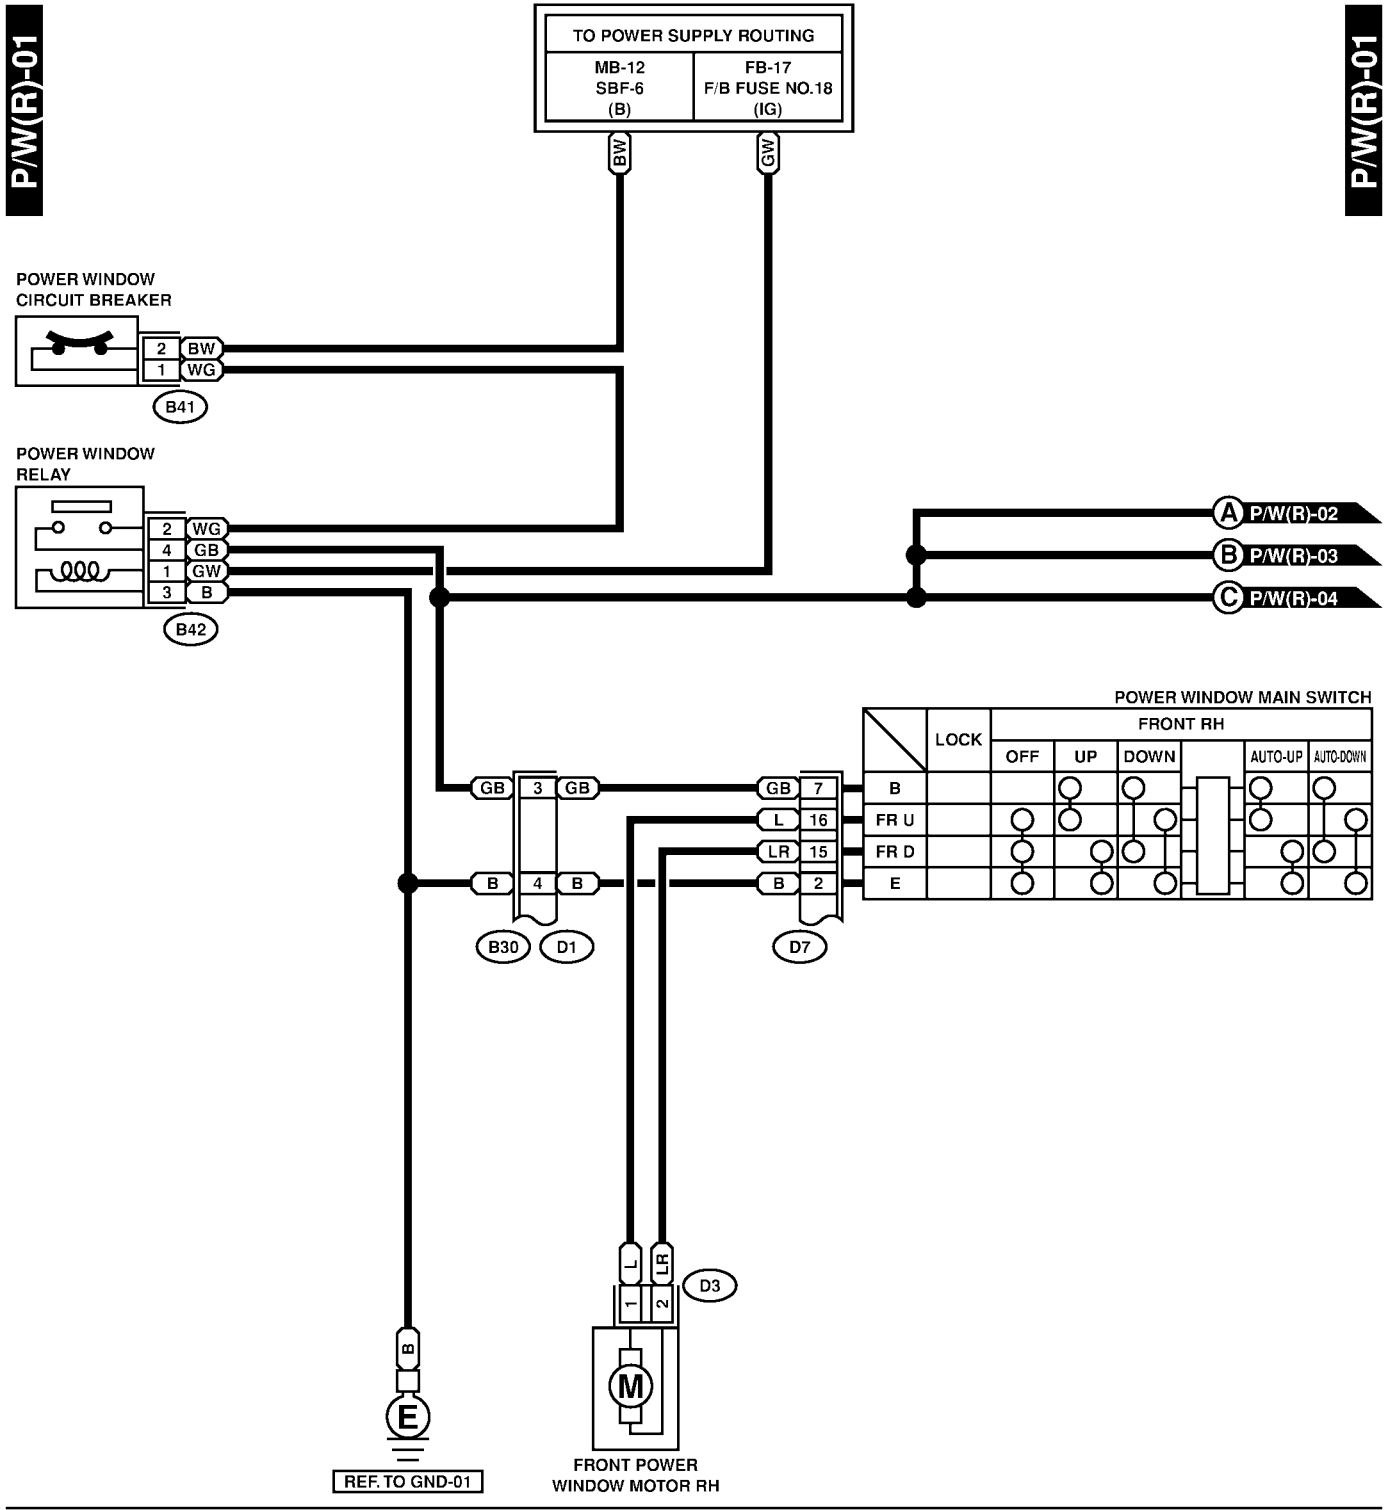 P/W(R)-01
P/W(R)-01
TO POWER SUPPLY ROUTING
MB-12
SBF-6
(B)
FB-17
F/B FUSE NO.18
(IG)
BW
GW
POWER WINDOW
CIRCUIT BREAKER
2 BW
1 WG
B41
POWER WINDOW
RELAY
2 WG
4 GB
1 GW
3 B
B42
A P/W(R)-02
B P/W(R)-03
C P/W(R)-04
POWER WINDOW MAIN SWITCH
FRONT RH
LOCK
OFF UP DOWN AUTO-UP AUTO-DOWN
GB 3 GB GB 7 B
L 16 FR U
LR 15 FR D
B 4 B B 2 E
B30 D1 D7
L LR
1 2
D3
B
E
M
REF. TO GND-01
FRONT POWER
WINDOW MOTOR RH